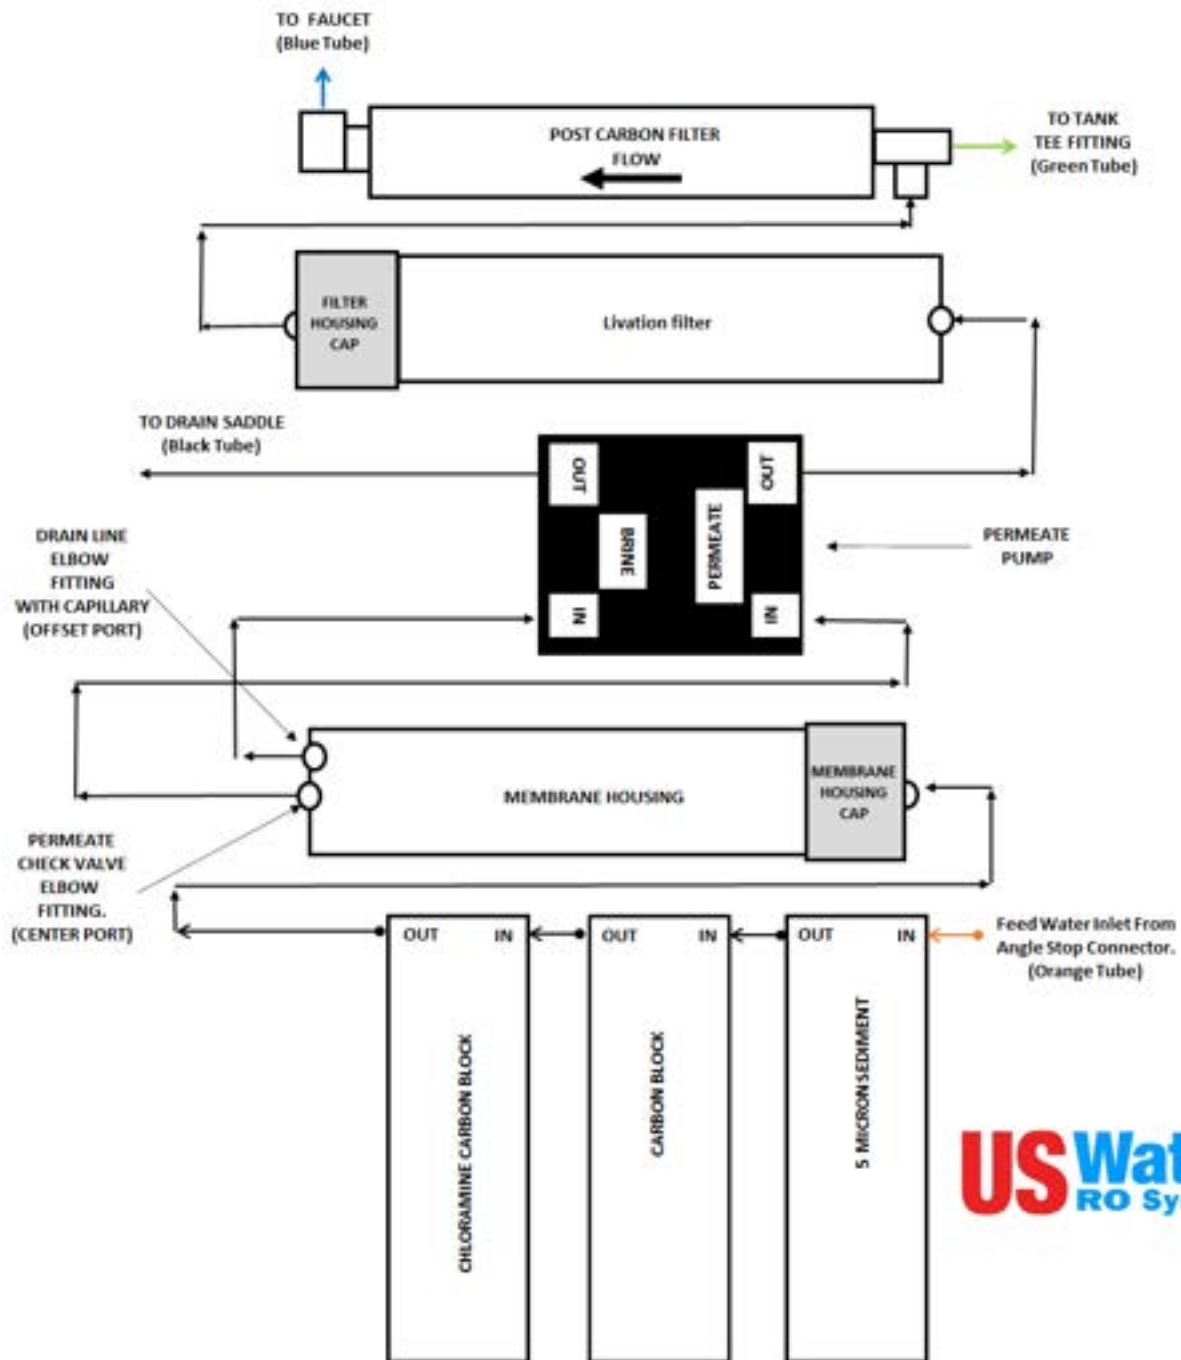 TO FAUCET
(Blue Tube)
POST CARBON FILTER
FLOW
TO TANK
TEE FITTING
(Green Tube)
FILTER
HOUSING
CAP
Livation filter
TO DRAIN SADDLE
(Black Tube)
OUT
OUT
BRINE
PERMEATE
IN
IN
PERMEATE
PUMP
DRAIN LINE
ELBOW
FITTING
WITH CAPILLARY
(OFFSET PORT)
MEMBRANE HOUSING
MEMBRANE
HOUSING
CAP
PERMEATE
CHECK VALVE
ELBOW
FITTING.
(CENTER PORT)
OUT IN
OUT IN
OUT IN
Feed Water Inlet From
Angle Stop Connector.
(Orange Tube)
CHLORAMINE CARBON BLOCK
CARBON BLOCK
5 MICRON SEDIMENT
US Wat
RO Sy